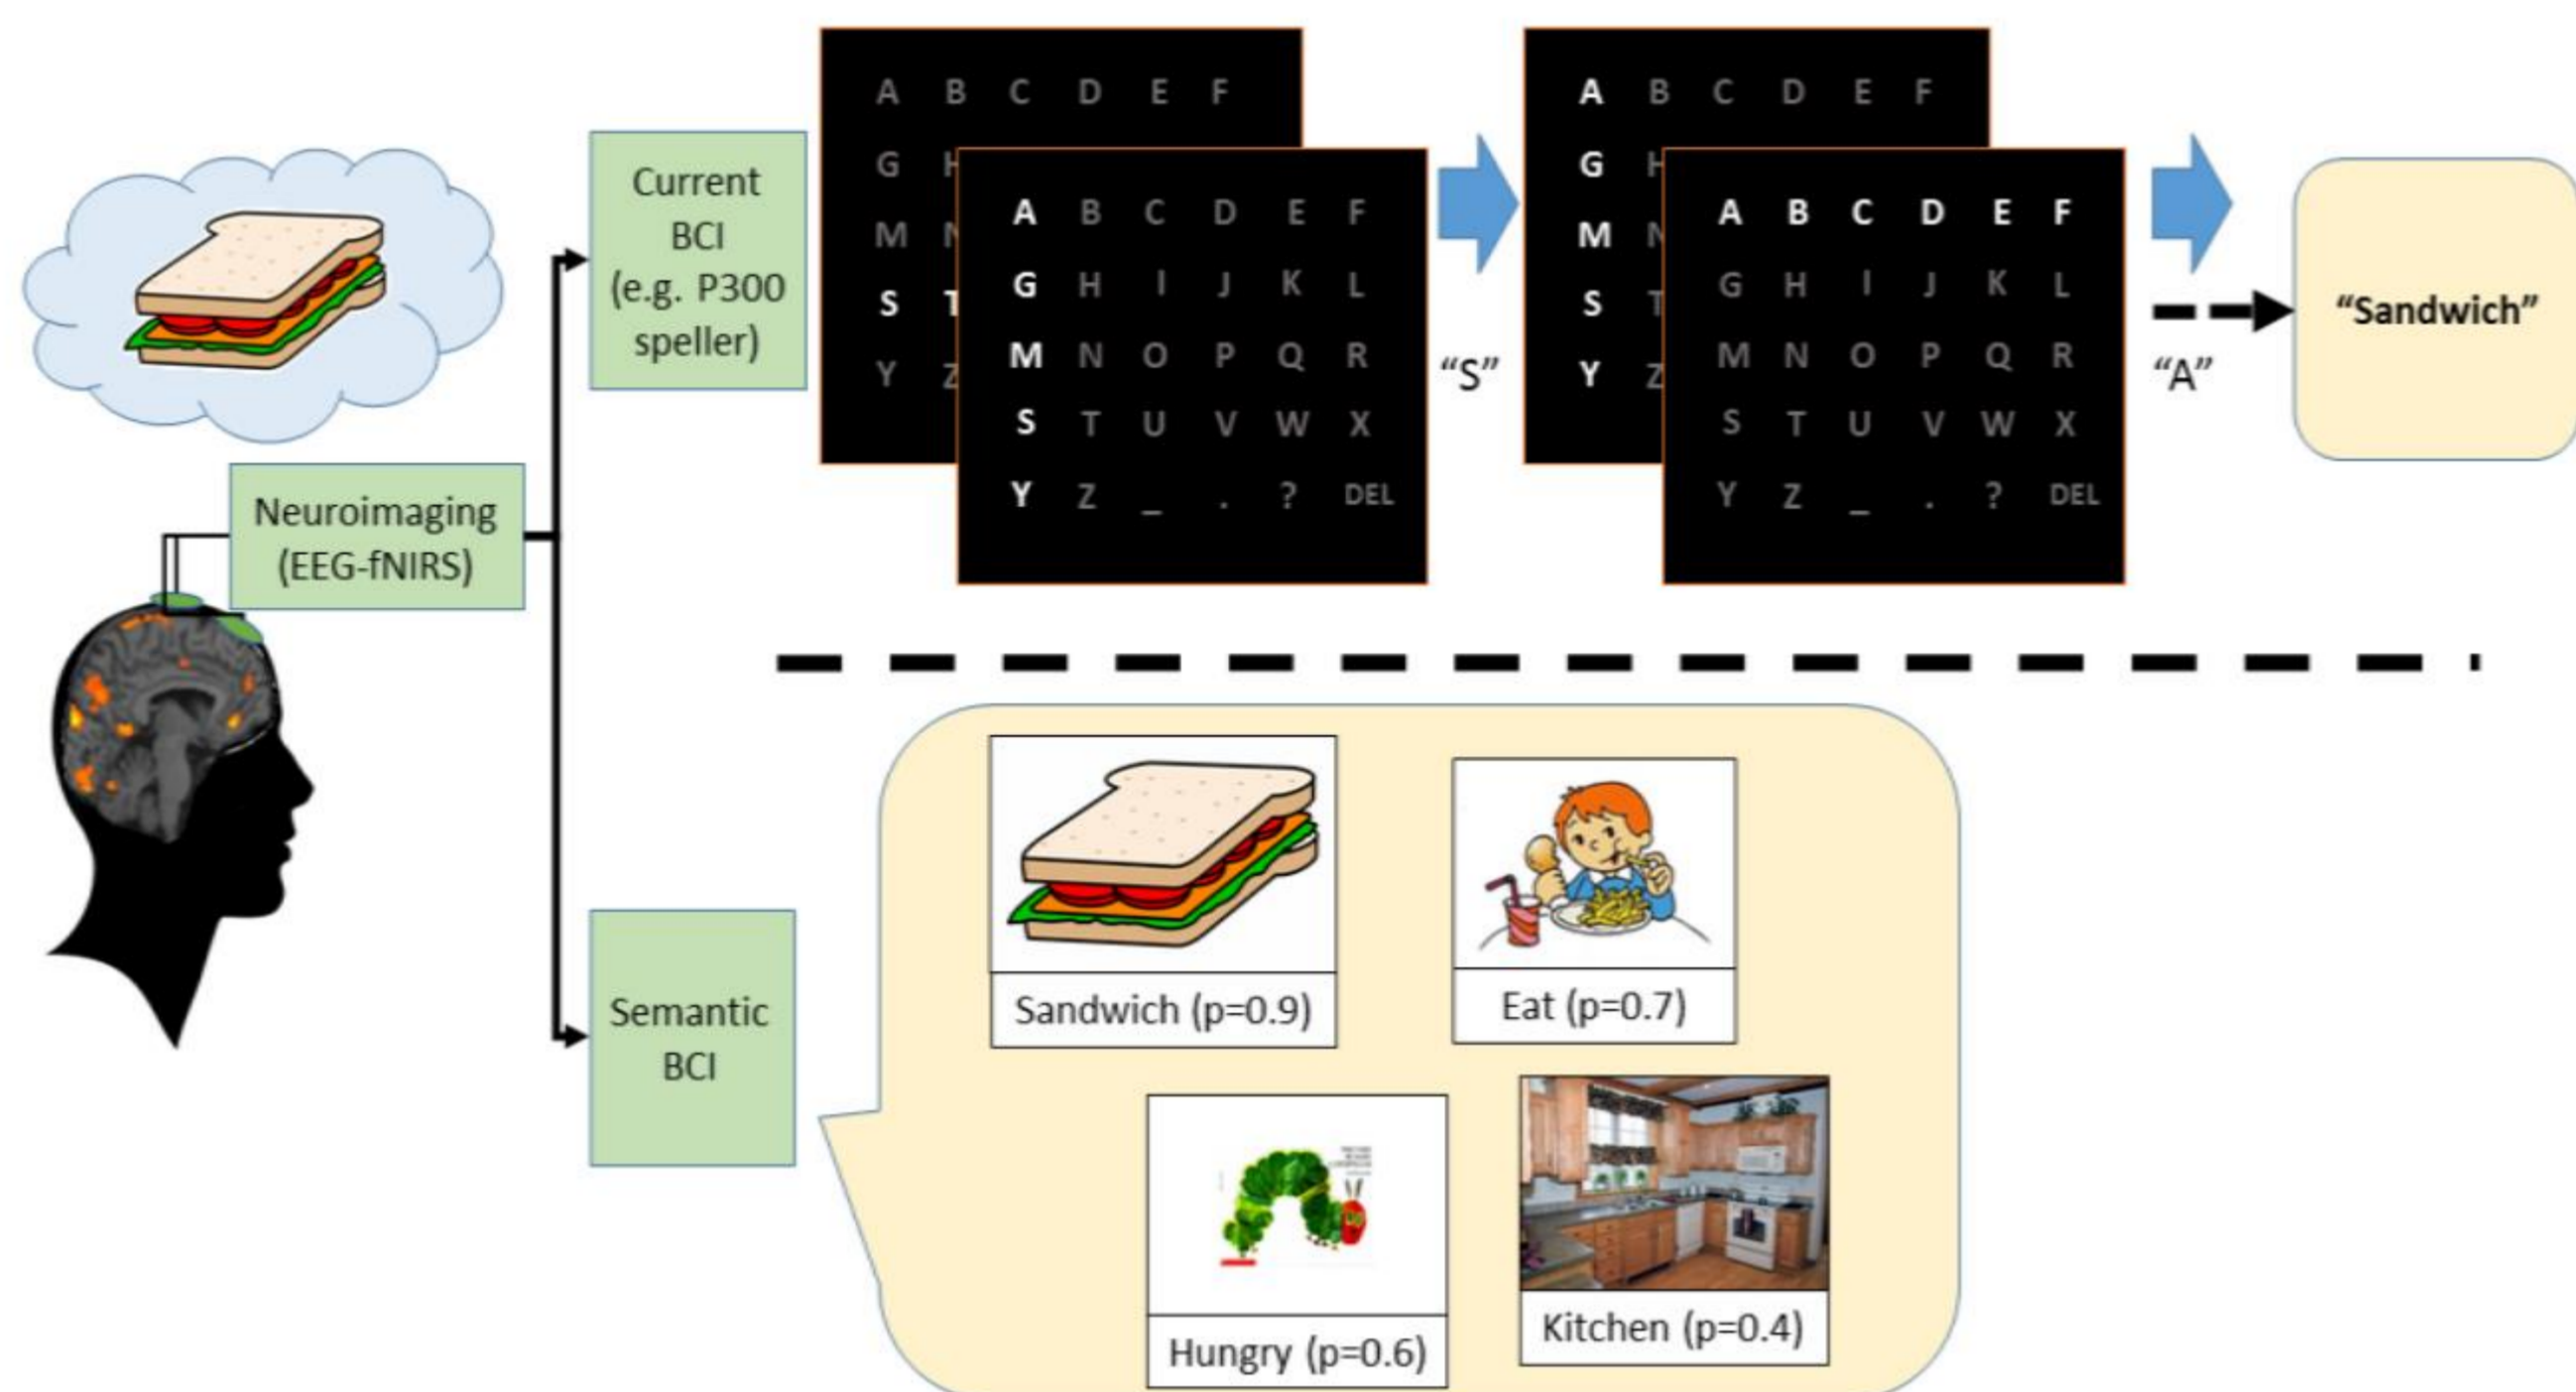 Current
BCI
(e.g. P300
speller)
Neuroimaging
(EEG-fNIRS)
A B C D E F
G
M
S T
Y Z
A B C D E F
G H I J K L
M N O P Q R
S T U V W X
Y Z _ . ? DEL
"S"
A B C D E F
G
M
S T
Y Z
A B C D E F
G H I J K L
M N O P Q R
S T U V W X
Y Z _ . ? DEL
"A"
"Sandwich"
Semantic
BCI
Sandwich (p=0.9)
Eat (p=0.7)
Hungry (p=0.6)
Kitchen (p=0.4)